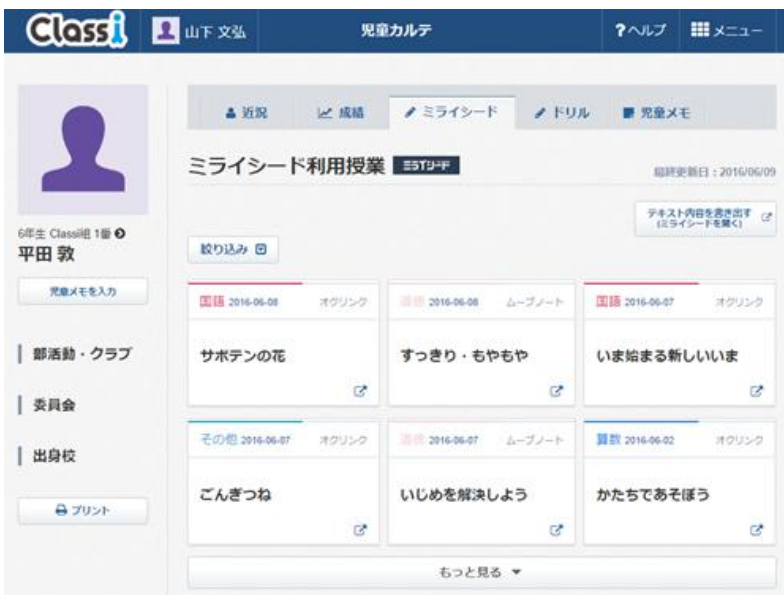 Classi 山下 文弘 児童カルテ ?ヘルプ メニュー
近況 成績 ミライシード ドリル 児童メモ
ミライシード利用授業 ミライシード
最終更新日：2016/06/09
テキスト内容を書き出す
(ミライシードを開く)
6年生 Classi組 1番
平田 敦
絞り込み
児童メモを入力
部活動・クラブ
委員会
出身校
プリント
国語 2016-06-08 オクリンク
サボテンの花
道徳 2016-06-08 ムーブノート
すっきり・もやもや
国語 2016-06-07 オクリンク
いま始まる新しいいま
その他 2016-06-07 オクリンク
ごんぎつね
道徳 2016-06-07 ムーブノート
いじめを解決しよう
算数 2016-06-02 オクリンク
かたちであそぼう
もっと見る